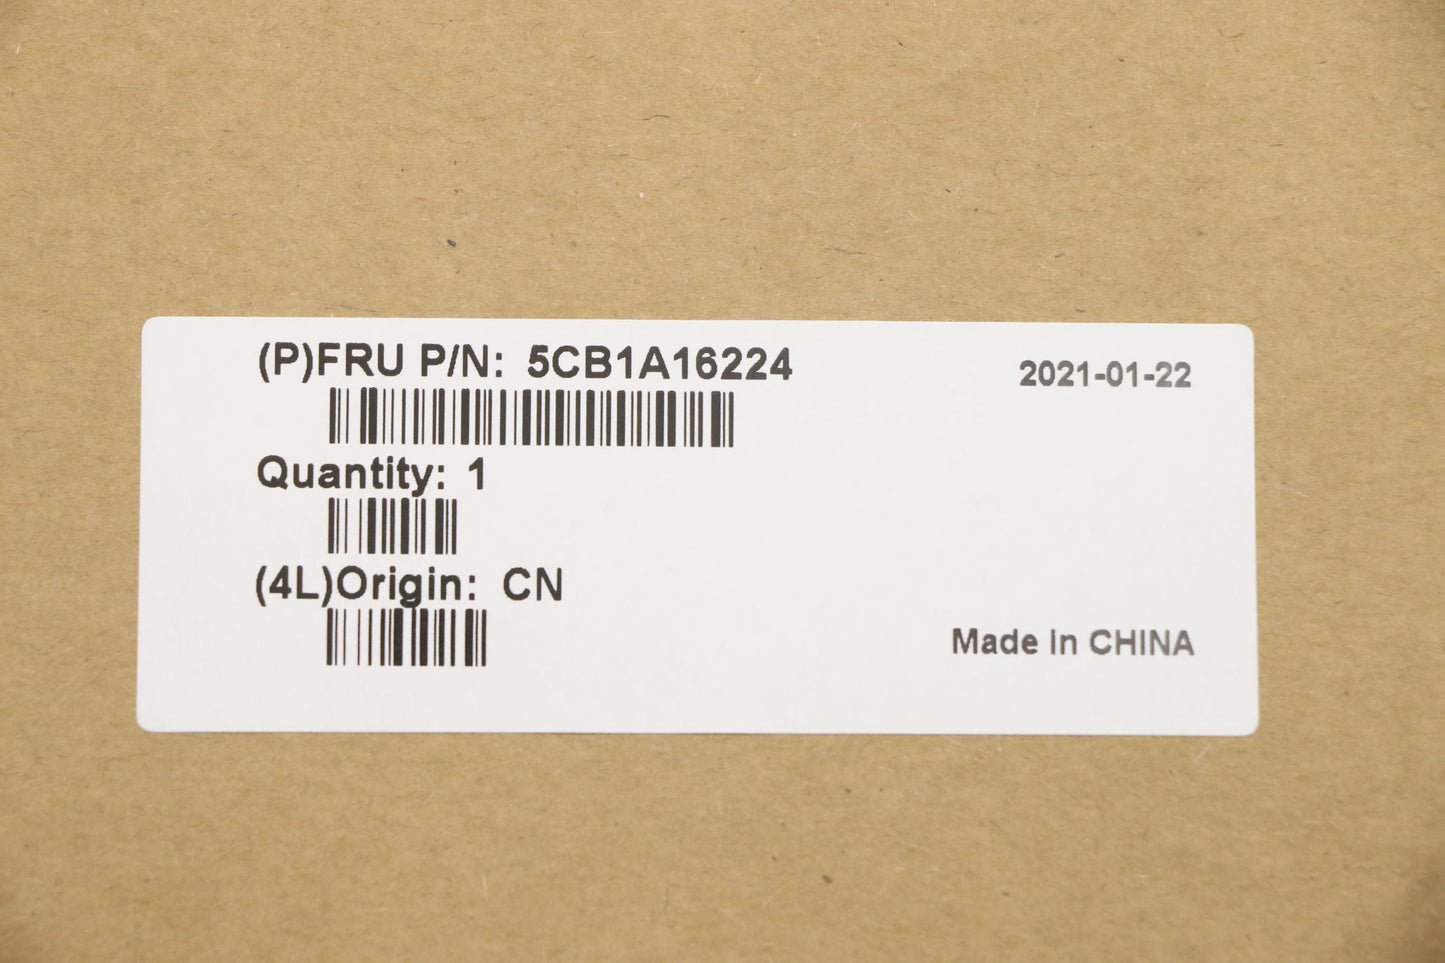 (P)FRU P/N: 5CB1A16224
2021-01-22
Quantity: 1
(4L)Origin: CN
Made in CHINA